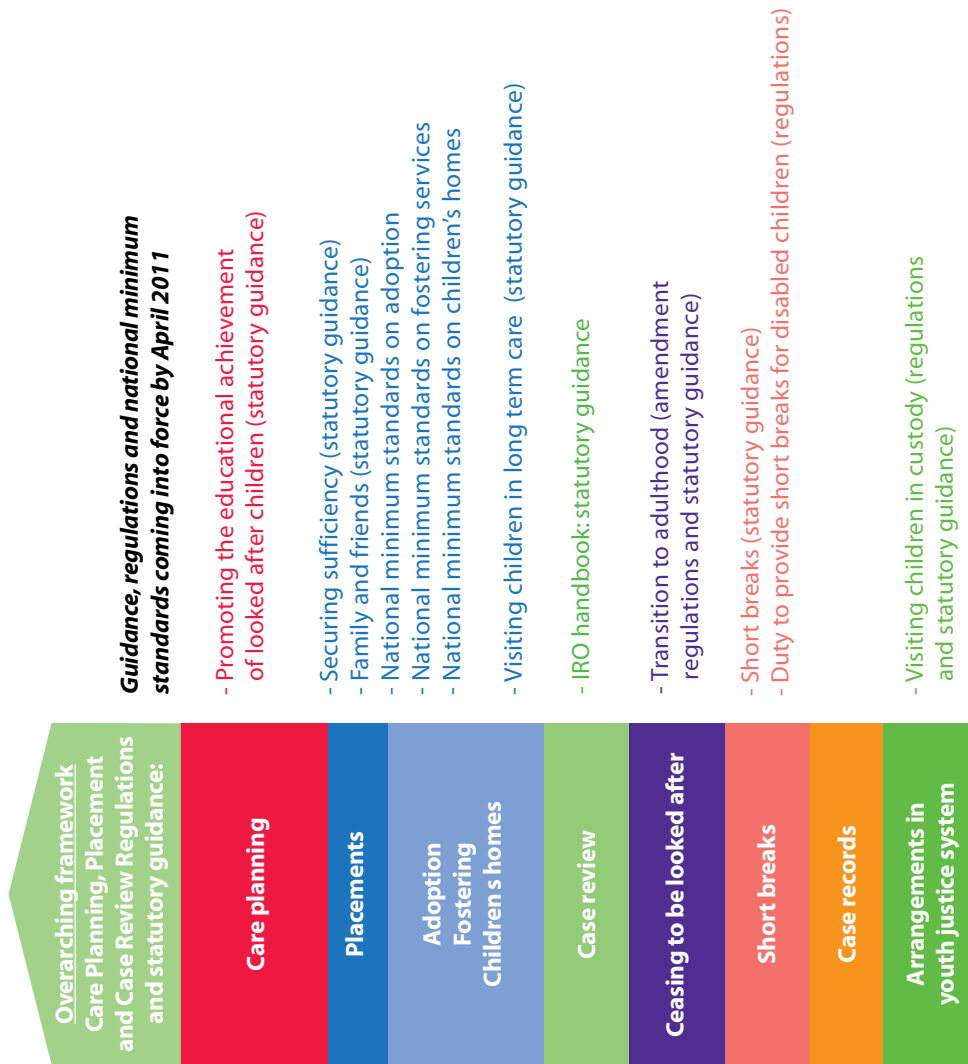 Overarching framework
Care Planning, Placement
and Case Review Regulations
and statutory guidance:
Guidance, regulations and national minimum
standards coming into force by April 2011
Care planning
- Promoting the educational achievement
of looked after children (statutory guidance)
Placements
- Securing sufficiency (statutory guidance)
- Family and friends (statutory guidance)
- National minimum standards on adoption
- National minimum standards on fostering services
- National minimum standards on children's homes
Adoption
Fostering
Children s homes
- Visiting children in long term care (statutory guidance)
Case review
- IRO handbook: statutory guidance
Ceasing to be looked after
- Transition to adulthood (amendment
regulations and statutory guidance)
Short breaks
- Short breaks (statutory guidance)
- Duty to provide short breaks for disabled children (regulations)
Case records
Arrangements in
youth justice system
- Visiting children in custody (regulations
and statutory guidance)